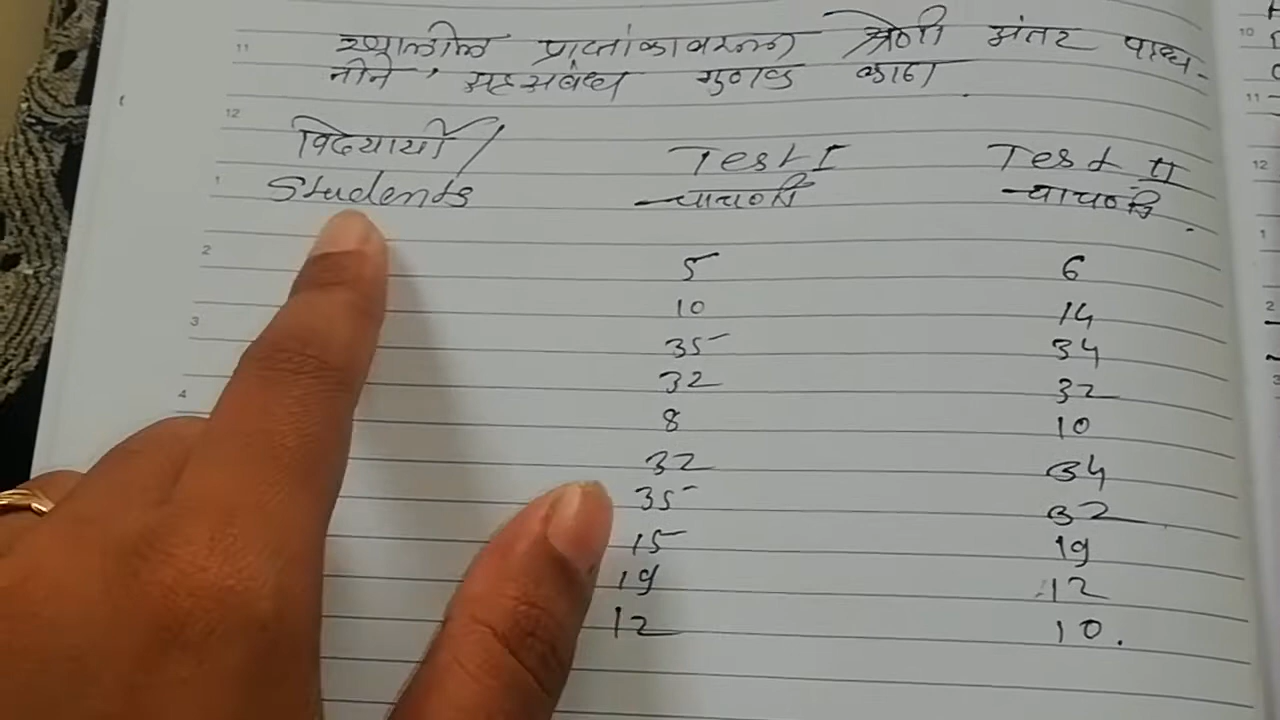 खालील प्राप्तांकावरून श्रेणी अंतर पाध्य-
तीने, सहसंबंध गुणक काढा.
विद्यार्थी /
Students
Test I
चाचणी
Test II
चाचणी.
5 6
10 14
35 34
32 32
8 10
32 34
35 32
15 19
19 12
12 10.